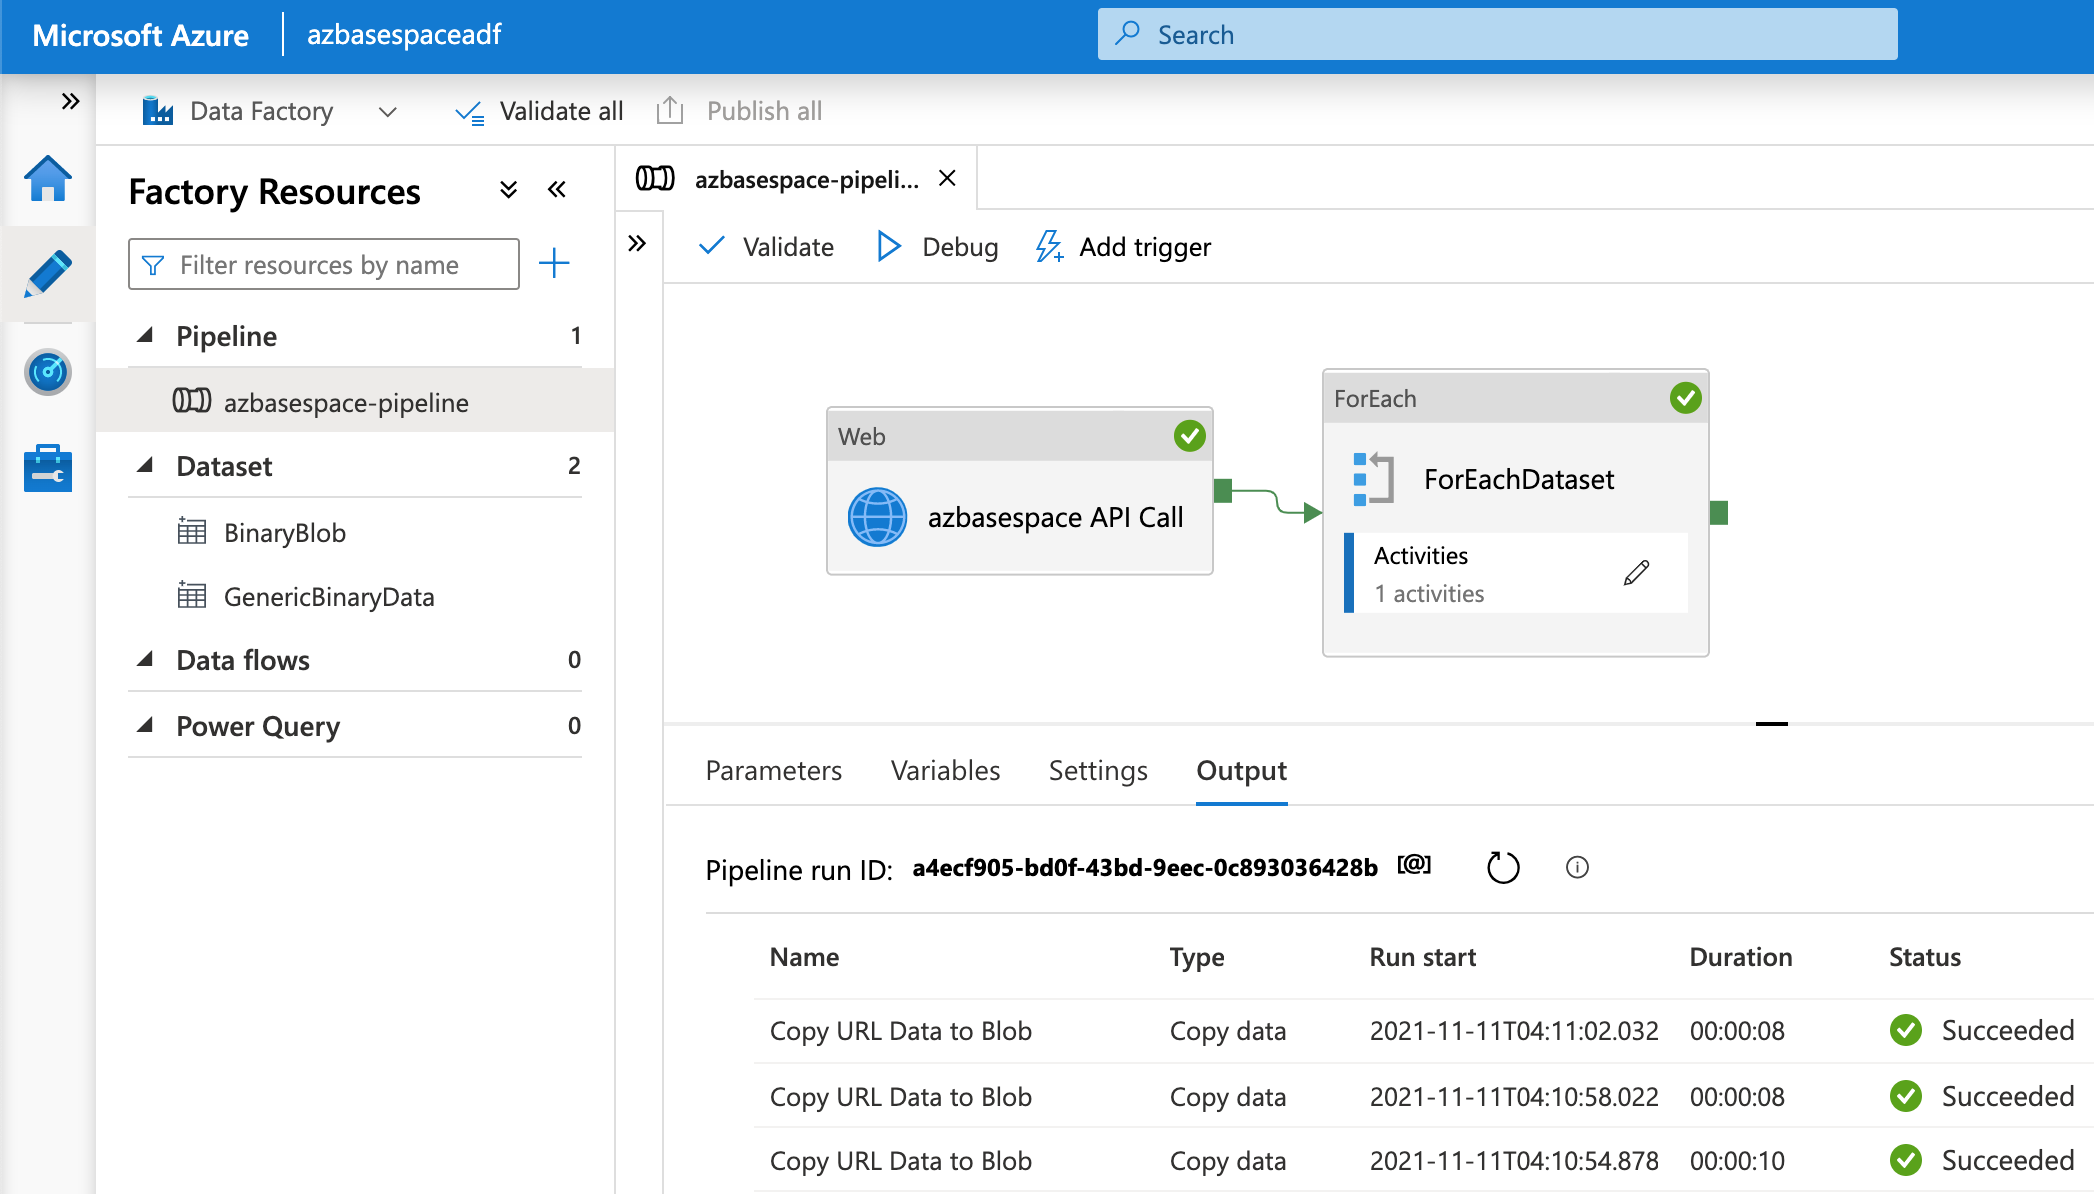 Microsoft Azure
azbasespaceadf
Search
Data Factory
Validate all
Publish all
Factory Resources
Filter resources by name
Pipeline 1
azbasespace-pipeline
Dataset 2
BinaryBlob
GenericBinaryData
Data flows 0
Power Query 0
azbasespace-pipeli...
Validate
Debug
Add trigger
Web
azbasespace API Call
ForEach
ForEachDataset
Activities
1 activities
Parameters Variables Settings Output
Pipeline run ID: a4ecf905-bd0f-43bd-9eec-0c893036428b [@]
Name Type Run start Duration Status
Copy URL Data to Blob Copy data 2021-11-11T04:11:02.032 00:00:08 Succeeded
Copy URL Data to Blob Copy data 2021-11-11T04:10:58.022 00:00:08 Succeeded
Copy URL Data to Blob Copy data 2021-11-11T04:10:54.878 00:00:10 Succeeded